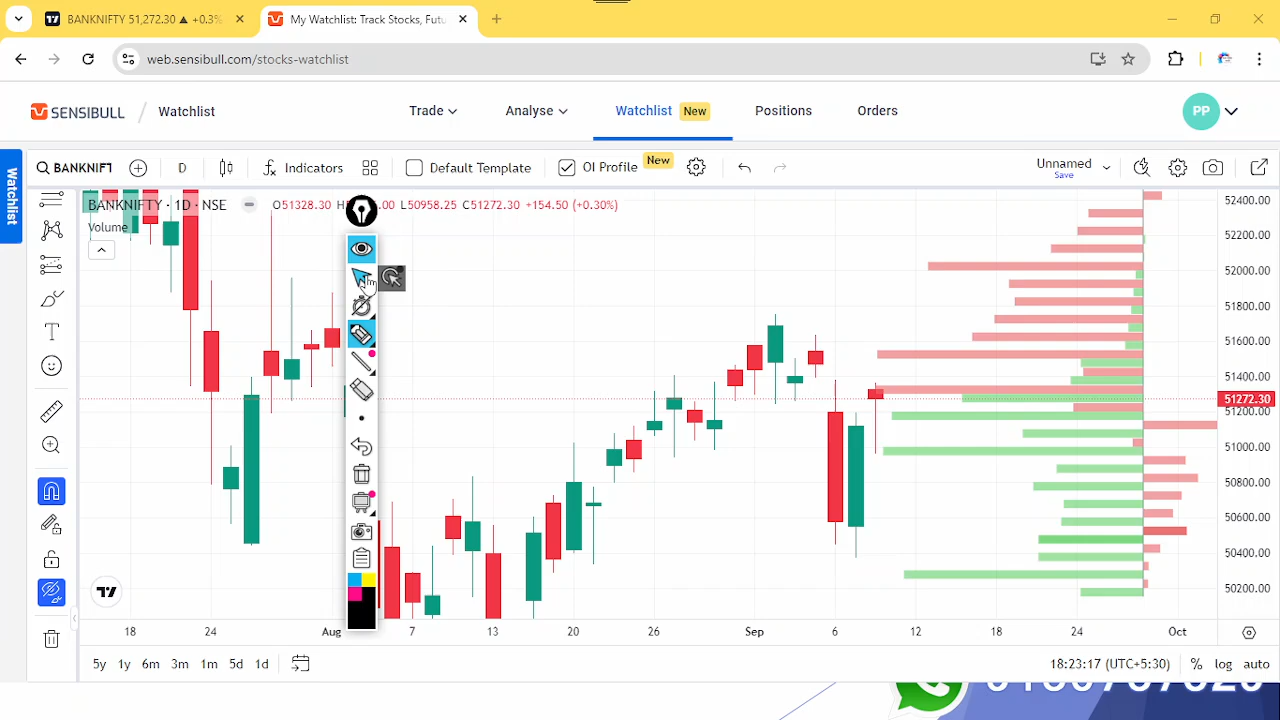 BANKNIFTY 51,272.30 ▲ +0.3%
My Watchlist: Track Stocks, Futu
web.sensibull.com/stocks-watchlist
SENSIBULL / Watchlist
Trade
Analyse
Watchlist New
Positions
Orders
PP
Watchlist
BANKNIFT
D
Indicators
Default Template
OI Profile New
Unnamed
Save
BANKNIFTY · 1D · NSE
O51328.30 L50958.25 C51272.30 +154.50 (+0.30%)
Volume
52400.00
52200.00
52000.00
51800.00
51600.00
51400.00
51272.30
51200.00
51000.00
50800.00
50600.00
50400.00
50200.00
18 24 Aug 7 13 20 26 Sep 6 12 18 24 Oct
5y 1y 6m 3m 1m 5d 1d
18:23:17 (UTC+5:30) % log auto